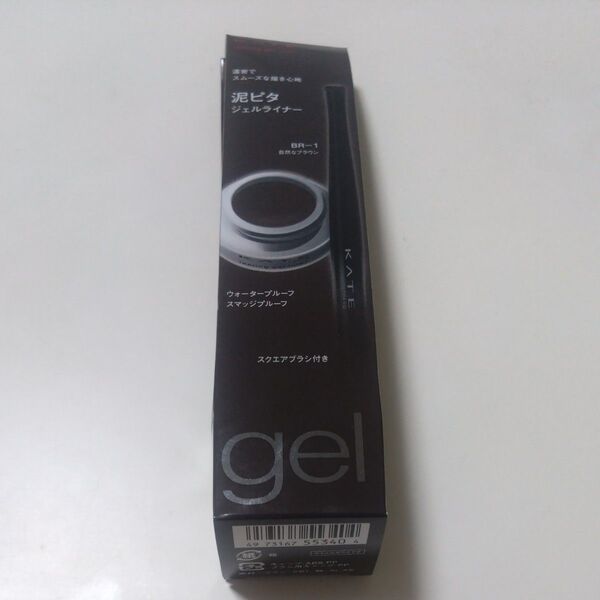 濃密で
スムーズな描き心地
泥ピタ
ジェルライナー
BR-1
自然なブラウン
KATE
ウォータープルーフ
スマッジプルーフ
スクエアブラシ付き
gel
4973167553404
紙
箱